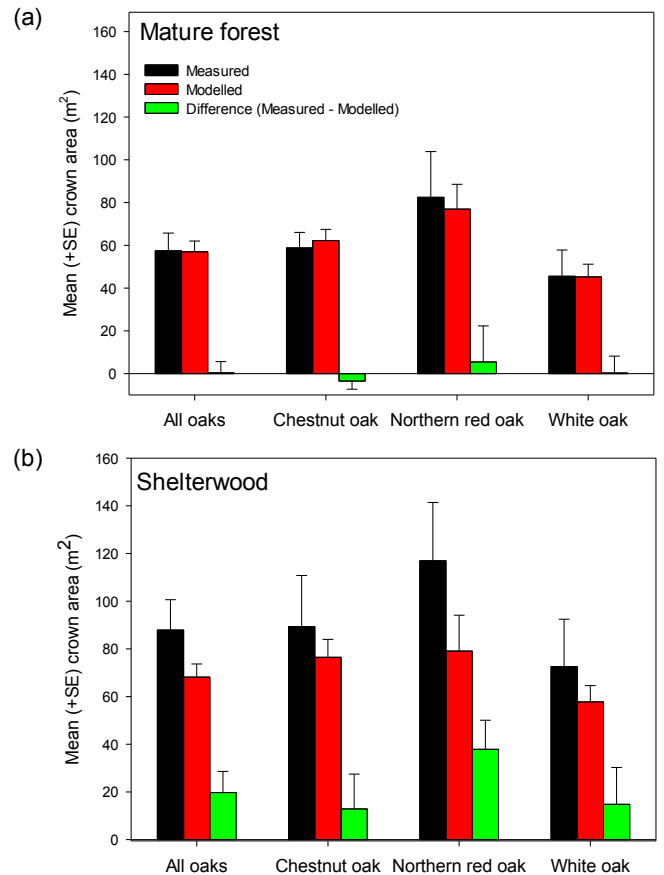 (a)
Mature forest
Measured
Modelled
Difference (Measured - Modelled)
Mean (+SE) crown area (m²)
160
140
120
100
80
60
40
20
0
All oaks Chestnut oak Northern red oak White oak
(b)
Shelterwood
Mean (+SE) crown area (m²)
160
140
120
100
80
60
40
20
0
All oaks Chestnut oak Northern red oak White oak